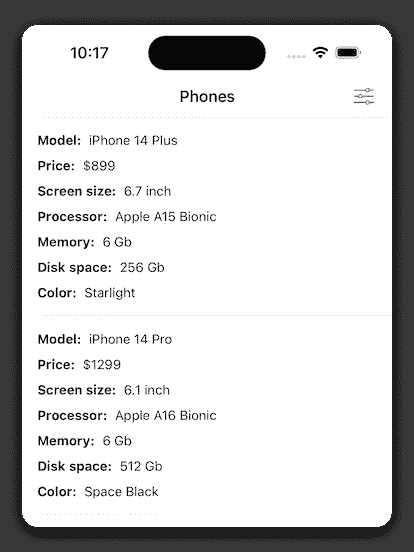 10:17
Phones
Model: iPhone 14 Plus
Price: $899
Screen size: 6.7 inch
Processor: Apple A15 Bionic
Memory: 6 Gb
Disk space: 256 Gb
Color: Starlight
Model: iPhone 14 Pro
Price: $1299
Screen size: 6.1 inch
Processor: Apple A16 Bionic
Memory: 6 Gb
Disk space: 512 Gb
Color: Space Black